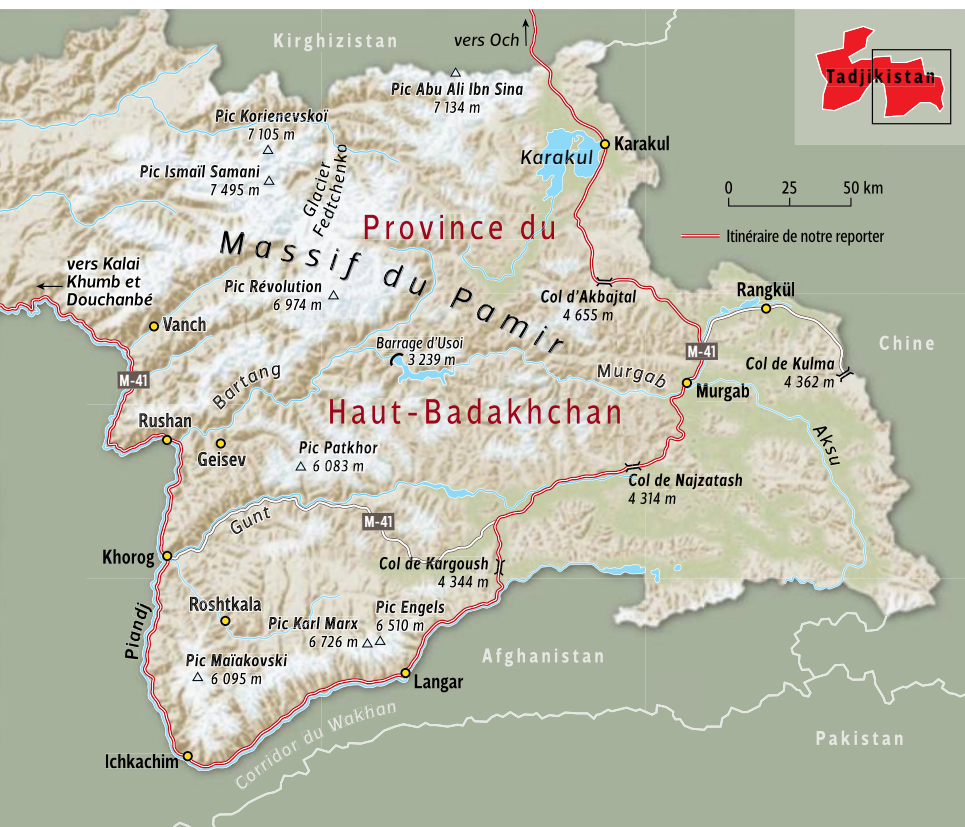 Kirghizistan
vers Och
Tadjikistan
Pic Abu Ali Ibn Sina
7 134 m
Pic Korienevskoï
7 105 m
Karakul
Karakul
Pic Ismaïl Samani
7 495 m
Glacier
Fedtchenko
0 25 50 km
Itinéraire de notre reporter
Province du
Massif du Pamir
vers Kalai
Khumb et
Douchanbé
Pic Révolution
6 974 m
Col d'Akbajtal
4 655 m
Rangkül
Vanch
Chine
Barrage d'Usoi
3 239 m
M-41
Col de Kulma
4 362 m
M-41
Bartang
Murgab
Murgab
Haut-Badakhchan
Rushan
Geisev
Aksu
Pic Patkhor
6 083 m
Col de Najzatash
4 314 m
Gunt
M-41
Khorog
Col de Kargoush
4 344 m
Roshtkala
Pic Engels
6 510 m
Pic Karl Marx
6 726 m
Piandj
Afghanistan
Pic Maïakovski
6 095 m
Langar
Corridor du Wakhan
Pakistan
Ichkachim